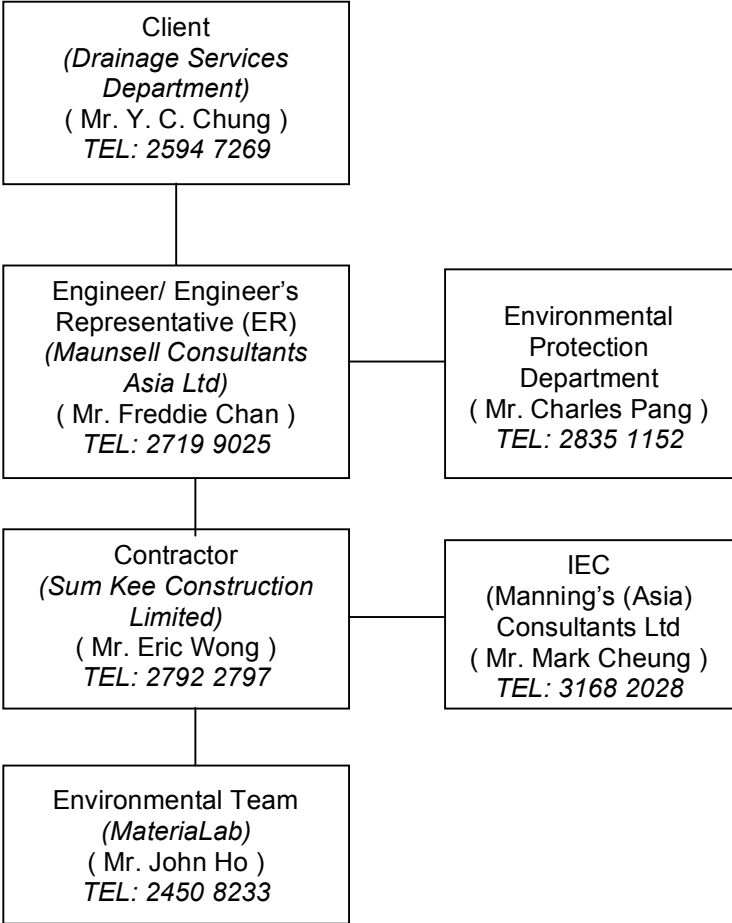 Client
(Drainage Services
Department)
( Mr. Y. C. Chung )
TEL: 2594 7269
Engineer/ Engineer’s
Representative (ER)
(Maunsell Consultants
Asia Ltd)
( Mr. Freddie Chan )
TEL: 2719 9025
Environmental
Protection
Department
( Mr. Charles Pang )
TEL: 2835 1152
Contractor
(Sum Kee Construction
Limited)
( Mr. Eric Wong )
TEL: 2792 2797
IEC
(Manning’s (Asia)
Consultants Ltd
( Mr. Mark Cheung )
TEL: 3168 2028
Environmental Team
(MateriaLab)
( Mr. John Ho )
TEL: 2450 8233